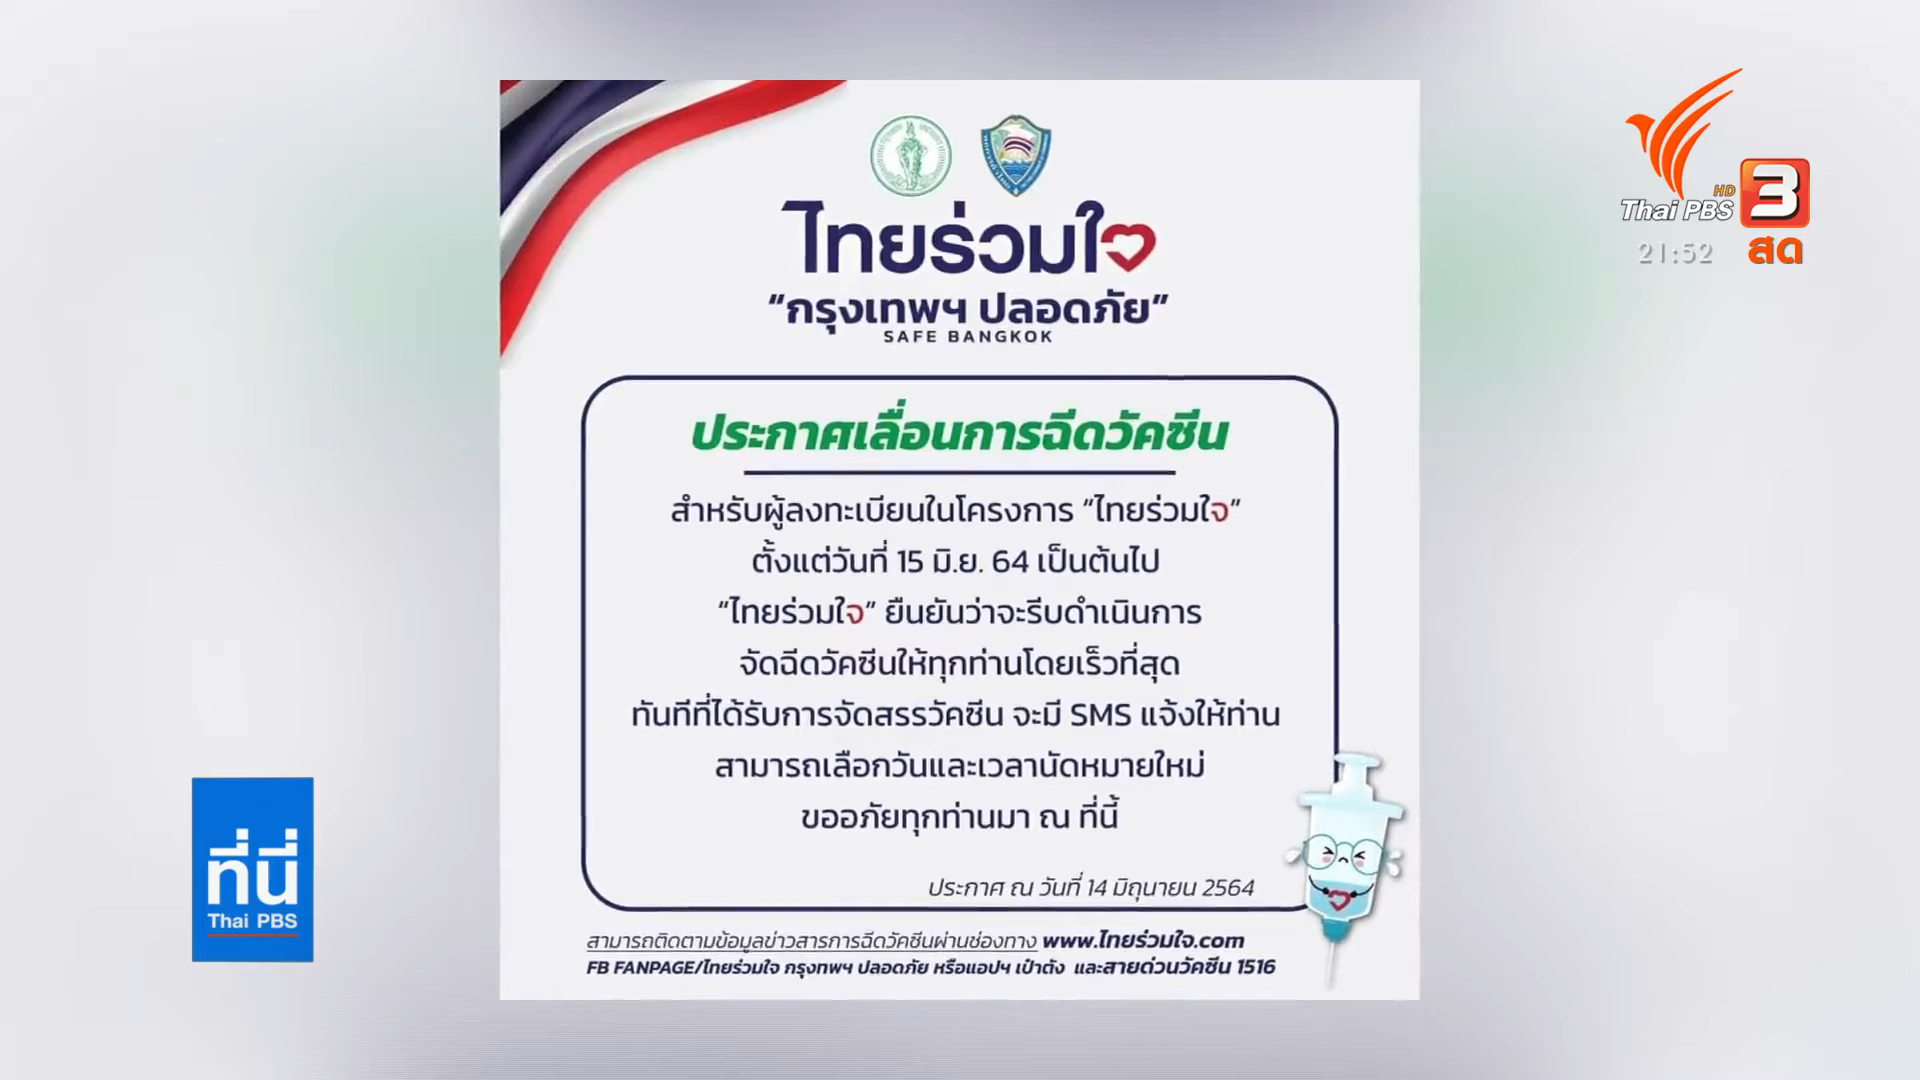 ไทยร่วมใจ
“กรุงเทพฯ ปลอดภัย”
SAFE BANGKOK
ประกาศเลื่อนการฉีดวัคซีน
สำหรับผู้ลงทะเบียนในโครงการ “ไทยร่วมใจ”
ตั้งแต่วันที่ 15 มิ.ย. 64 เป็นต้นไป
“ไทยร่วมใจ” ยืนยันว่าจะรีบดำเนินการ
จัดฉีดวัคซีนให้ทุกท่านโดยเร็วที่สุด
ทันทีที่ได้รับการจัดสรรวัคซีน จะมี SMS แจ้งให้ท่าน
สามารถเลือกวันและเวลานัดหมายใหม่
ขออภัยทุกท่านมา ณ ที่นี้
ประกาศ ณ วันที่ 14 มิถุนายน 2564
สามารถติดตามข้อมูลข่าวสารการฉีดวัคซีนผ่านช่องทาง www.ไทยร่วมใจ.com
FB FANPAGE/ไทยร่วมใจ กรุงเทพฯ ปลอดภัย หรือแอปฯ เป๋าตัง และสายด่วนวัคซีน 1516
Thai PBS HD 3
21:52 สด
ที่นี่
Thai PBS